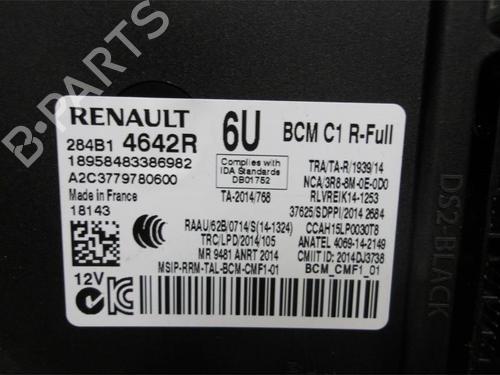 RENAULT
284B1 4642R
18958483386982
A2C3779780600
Made in France
18143
12V
6U
BCM C1 R-Full
Complies with
IDA Standards
DB01752
TA-2014/768
RAAU/62B/0714/S(14-1324)
TRC/LPD/2014/105
MR 9481 ANRT 2014
MSIP-RRM-TAL-BCM-CMF1-01
TRA/TA-R/1939/14
NCA/3R8-8M-0E-0D0
RLVREIK14-1253
37625/SDPPI/2014 2684
CCAH15LP0030T8
ANATEL 4069-14-2149
CMIIT ID: 2014DJ3738
BCM_CMF1_01
DS2-BLACK
B-PARTS